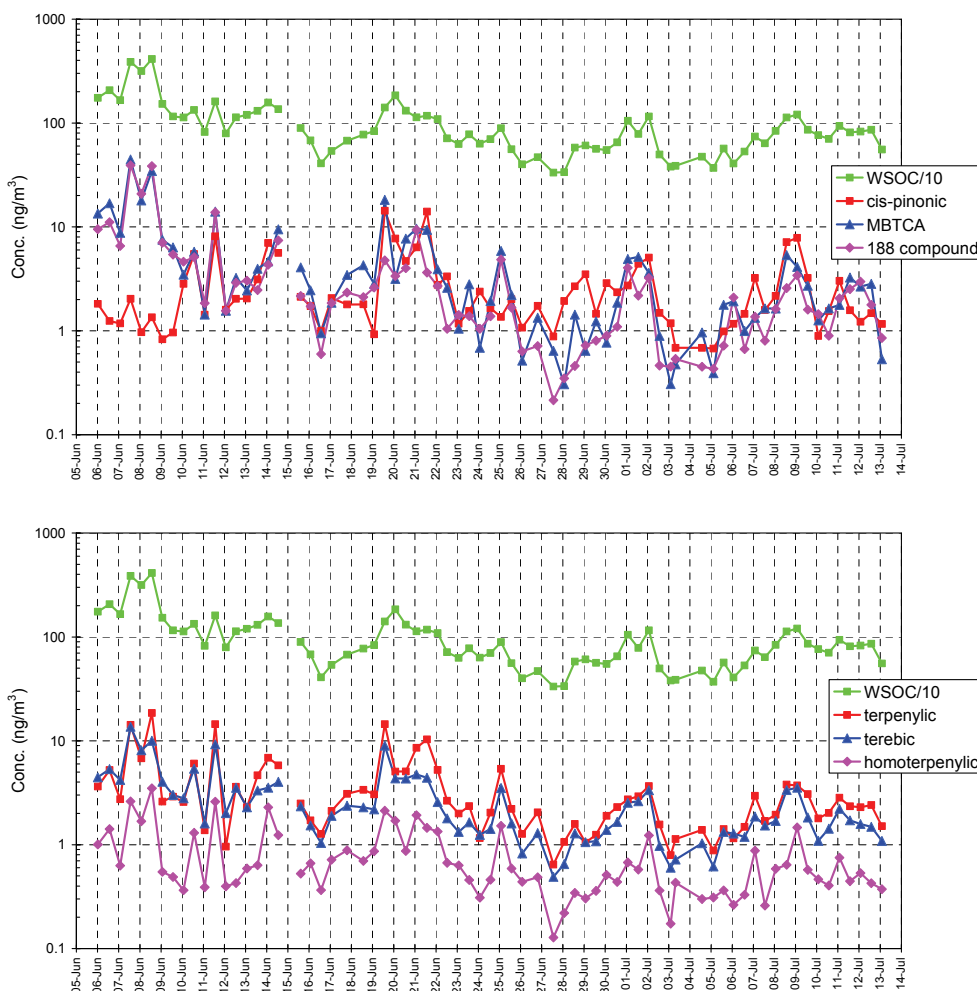 1000
100
10
1
0.1
Conc. (ng/m³)
05-Jun
06-Jun
07-Jun
08-Jun
09-Jun
10-Jun
11-Jun
12-Jun
13-Jun
14-Jun
15-Jun
16-Jun
17-Jun
18-Jun
19-Jun
20-Jun
21-Jun
22-Jun
23-Jun
24-Jun
25-Jun
26-Jun
27-Jun
28-Jun
29-Jun
30-Jun
01-Jul
02-Jul
03-Jul
04-Jul
05-Jul
06-Jul
07-Jul
08-Jul
09-Jul
10-Jul
11-Jul
12-Jul
13-Jul
14-Jul
WSOC/10
cis-pinonic
MBTCA
188 compound
1000
100
10
1
0.1
Conc. (ng/m³)
05-Jun
06-Jun
07-Jun
08-Jun
09-Jun
10-Jun
11-Jun
12-Jun
13-Jun
14-Jun
15-Jun
16-Jun
17-Jun
18-Jun
19-Jun
20-Jun
21-Jun
22-Jun
23-Jun
24-Jun
25-Jun
26-Jun
27-Jun
28-Jun
29-Jun
30-Jun
01-Jul
02-Jul
03-Jul
04-Jul
05-Jul
06-Jul
07-Jul
08-Jul
09-Jul
10-Jul
11-Jul
12-Jul
13-Jul
14-Jul
WSOC/10
terpenylic
terebic
homoterpenylic